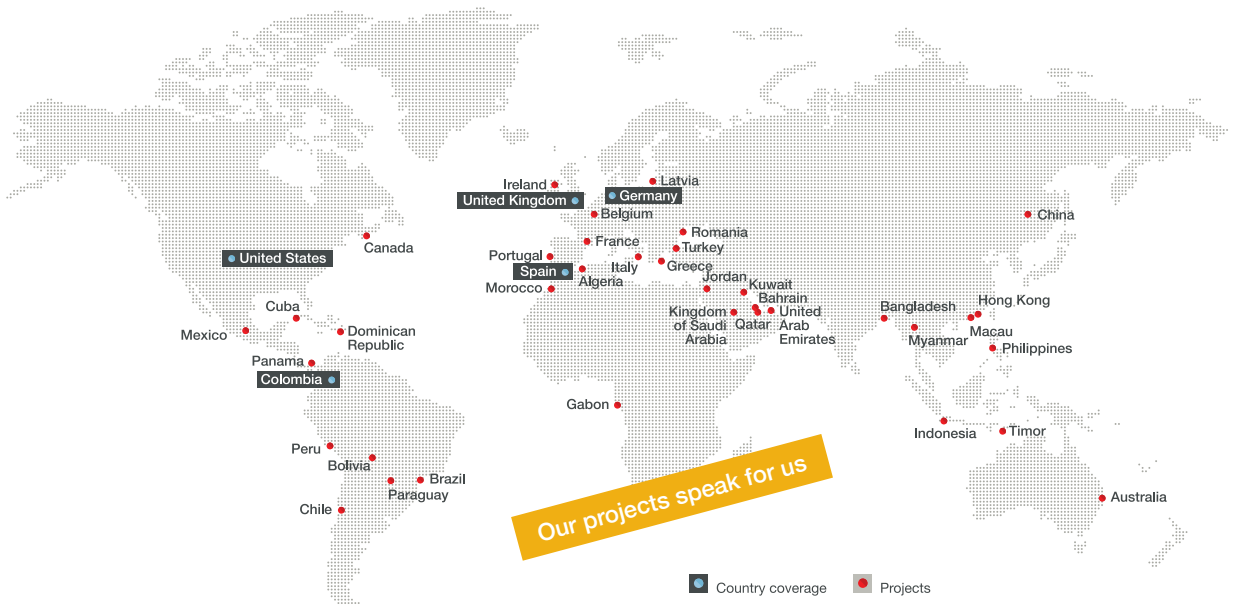 Ireland
Latvia
United Kingdom
Germany
Belgium
China
Canada
France
Romania
Turkey
United States
Portugal
Italy
Greece
Spain
Algeria
Jordan
Morocco
Kuwait
Bahrain
Cuba
Kingdom
of Saudi
Arabia
Qatar
United
Arab
Emirates
Bangladesh
Hong Kong
Mexico
Dominican
Republic
Myanmar
Macau
Philippines
Panama
Colombia
Gabon
Indonesia
Timor
Peru
Bolivia
Brazil
Paraguay
Chile
Australia
Our projects speak for us
Country coverage
Projects